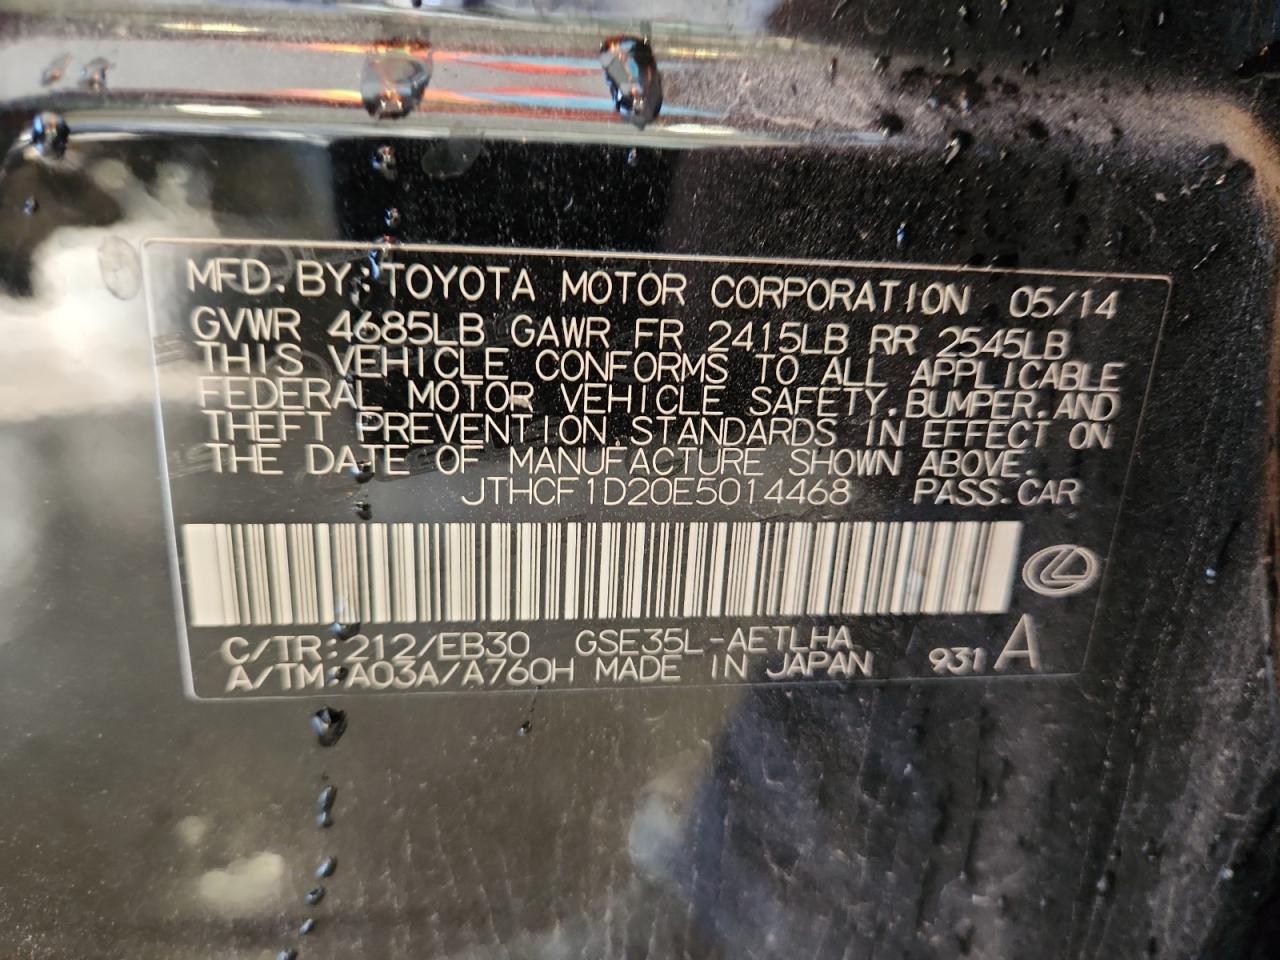 MFD.BY:TOYOTA MOTOR CORPORATION 05/14
GVWR 4685LB GAWR FR 2415LB RR 2545LB
THIS VEHICLE CONFORMS TO ALL APPLICABLE
FEDERAL MOTOR VEHICLE SAFETY,BUMPER,AND
THEFT PREVENTION STANDARDS IN EFFECT ON
THE DATE OF MANUFACTURE SHOWN ABOVE.
JTHCF1D20E5014468 PASS.CAR
C/TR:212/EB30 GSE35L-AETLHA
A/TM:A03A/A760H MADE IN JAPAN 931 A